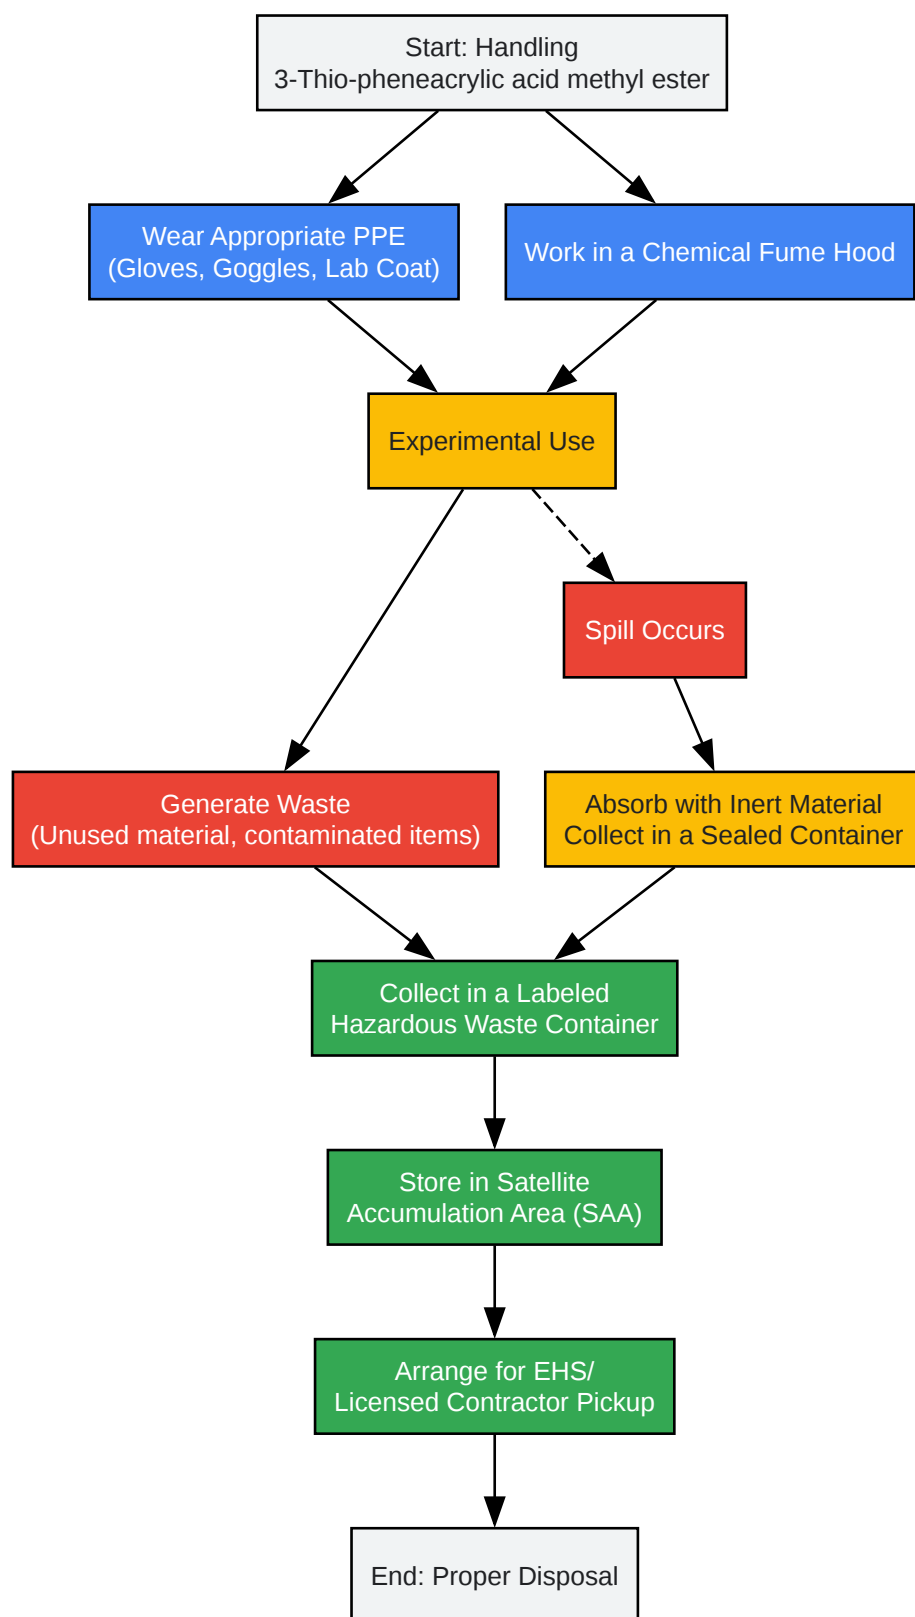 Start: Handling
3-Thio-pheneacrylic acid methyl ester
Wear Appropriate PPE
(Gloves, Goggles, Lab Coat)
Work in a Chemical Fume Hood
Experimental Use
Spill Occurs
Generate Waste
(Unused material, contaminated items)
Absorb with Inert Material
Collect in a Sealed Container
Collect in a Labeled
Hazardous Waste Container
Store in Satellite
Accumulation Area (SAA)
Arrange for EHS/
Licensed Contractor Pickup
End: Proper Disposal